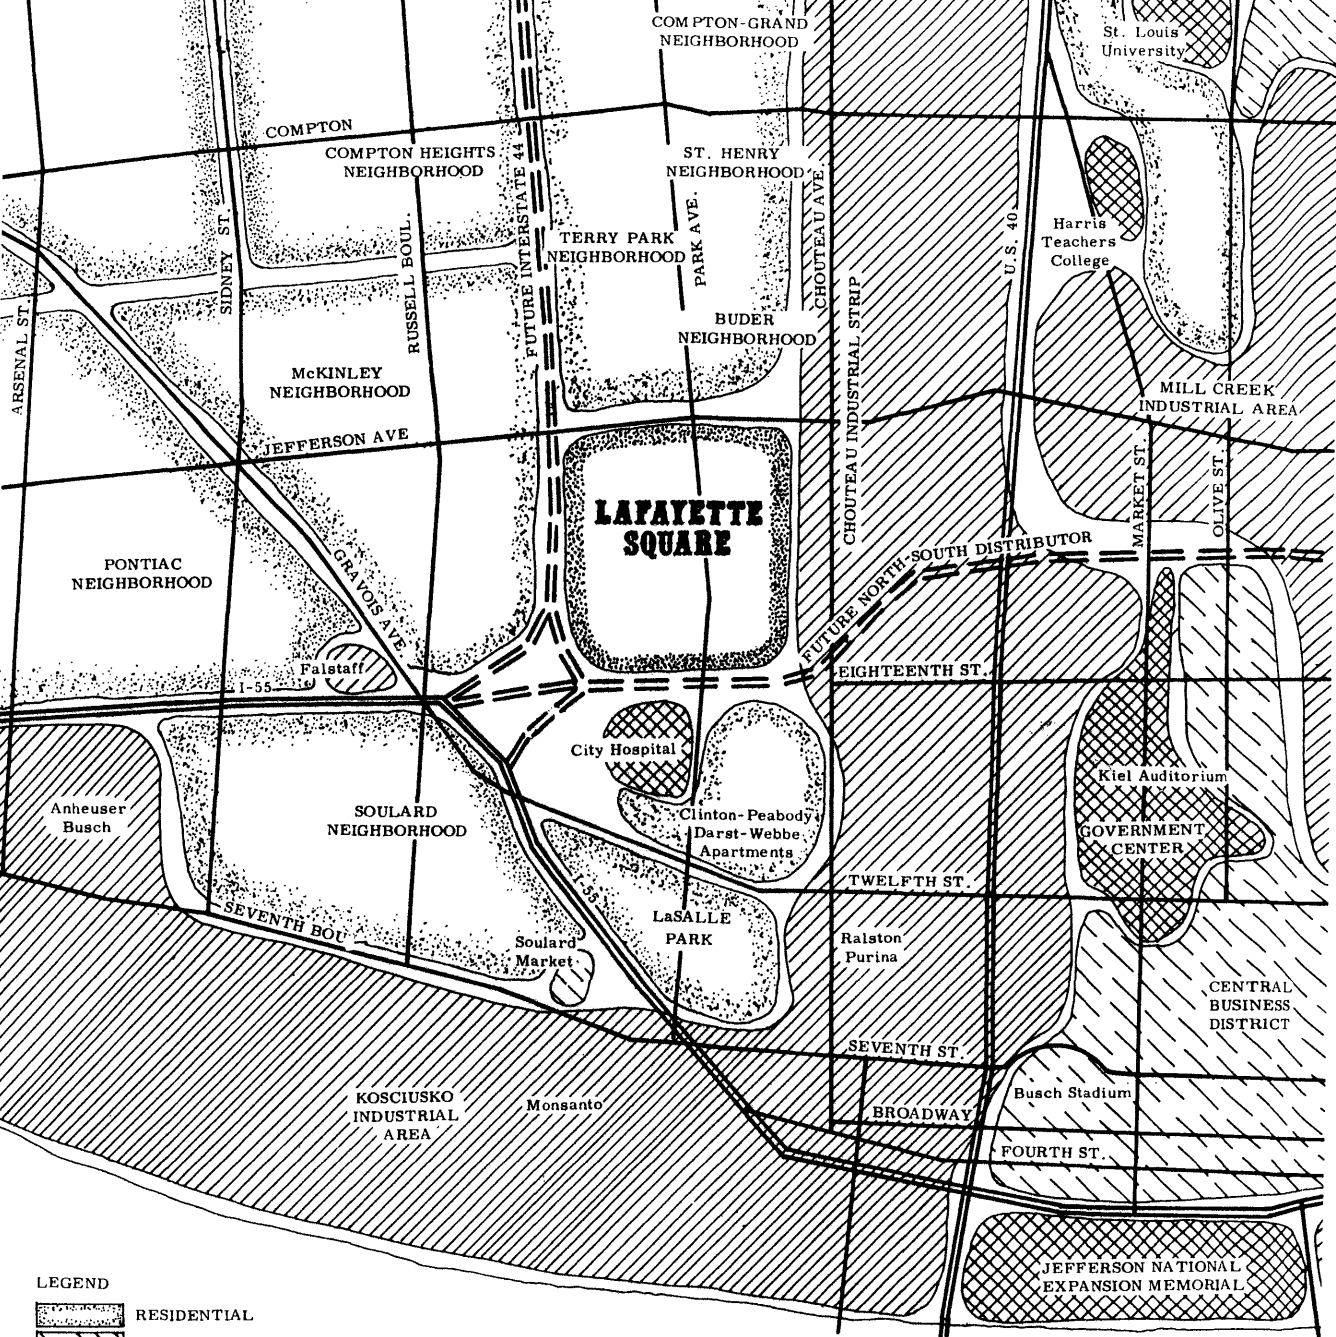 COMPTON-GRAND
NEIGHBORHOOD
St. Louis
University
COMPTON
COMPTON HEIGHTS
NEIGHBORHOOD
ST. HENRY
NEIGHBORHOOD
FUTURE INTERSTATE 44
CHOUTEAU AVE.
PARK AVE.
SIDNEY ST.
RUSSELL BOUL.
U.S. 40
Harris
Teachers
College
TERRY PARK
NEIGHBORHOOD
ARSENAL ST.
BUDER
NEIGHBORHOOD
CHOUTEAU INDUSTRIAL STRIP
McKINLEY
NEIGHBORHOOD
MILL CREEK
INDUSTRIAL AREA
JEFFERSON AVE
MARKET ST.
OLIVE ST.
LAFAYETTE
SQUARE
FUTURE NORTH-SOUTH DISTRIBUTOR
PONTIAC
NEIGHBORHOOD
GRAVOIS AVE.
Falstaff
I-55
EIGHTEENTH ST.
City Hospital
Kiel Auditorium
Anheuser
Busch
SOULARD
NEIGHBORHOOD
Clinton-Peabody
Darst-Webbe
Apartments
GOVERNMENT
CENTER
TWELFTH ST.
I-55
SEVENTH BOU
LaSALLE
PARK
Soulard
Market
Ralston
Purina
CENTRAL
BUSINESS
DISTRICT
SEVENTH ST.
KOSCIUSKO
INDUSTRIAL
AREA
Monsanto
Busch Stadium
BROADWAY
FOURTH ST.
JEFFERSON NATIONAL
EXPANSION MEMORIAL
LEGEND
RESIDENTIAL